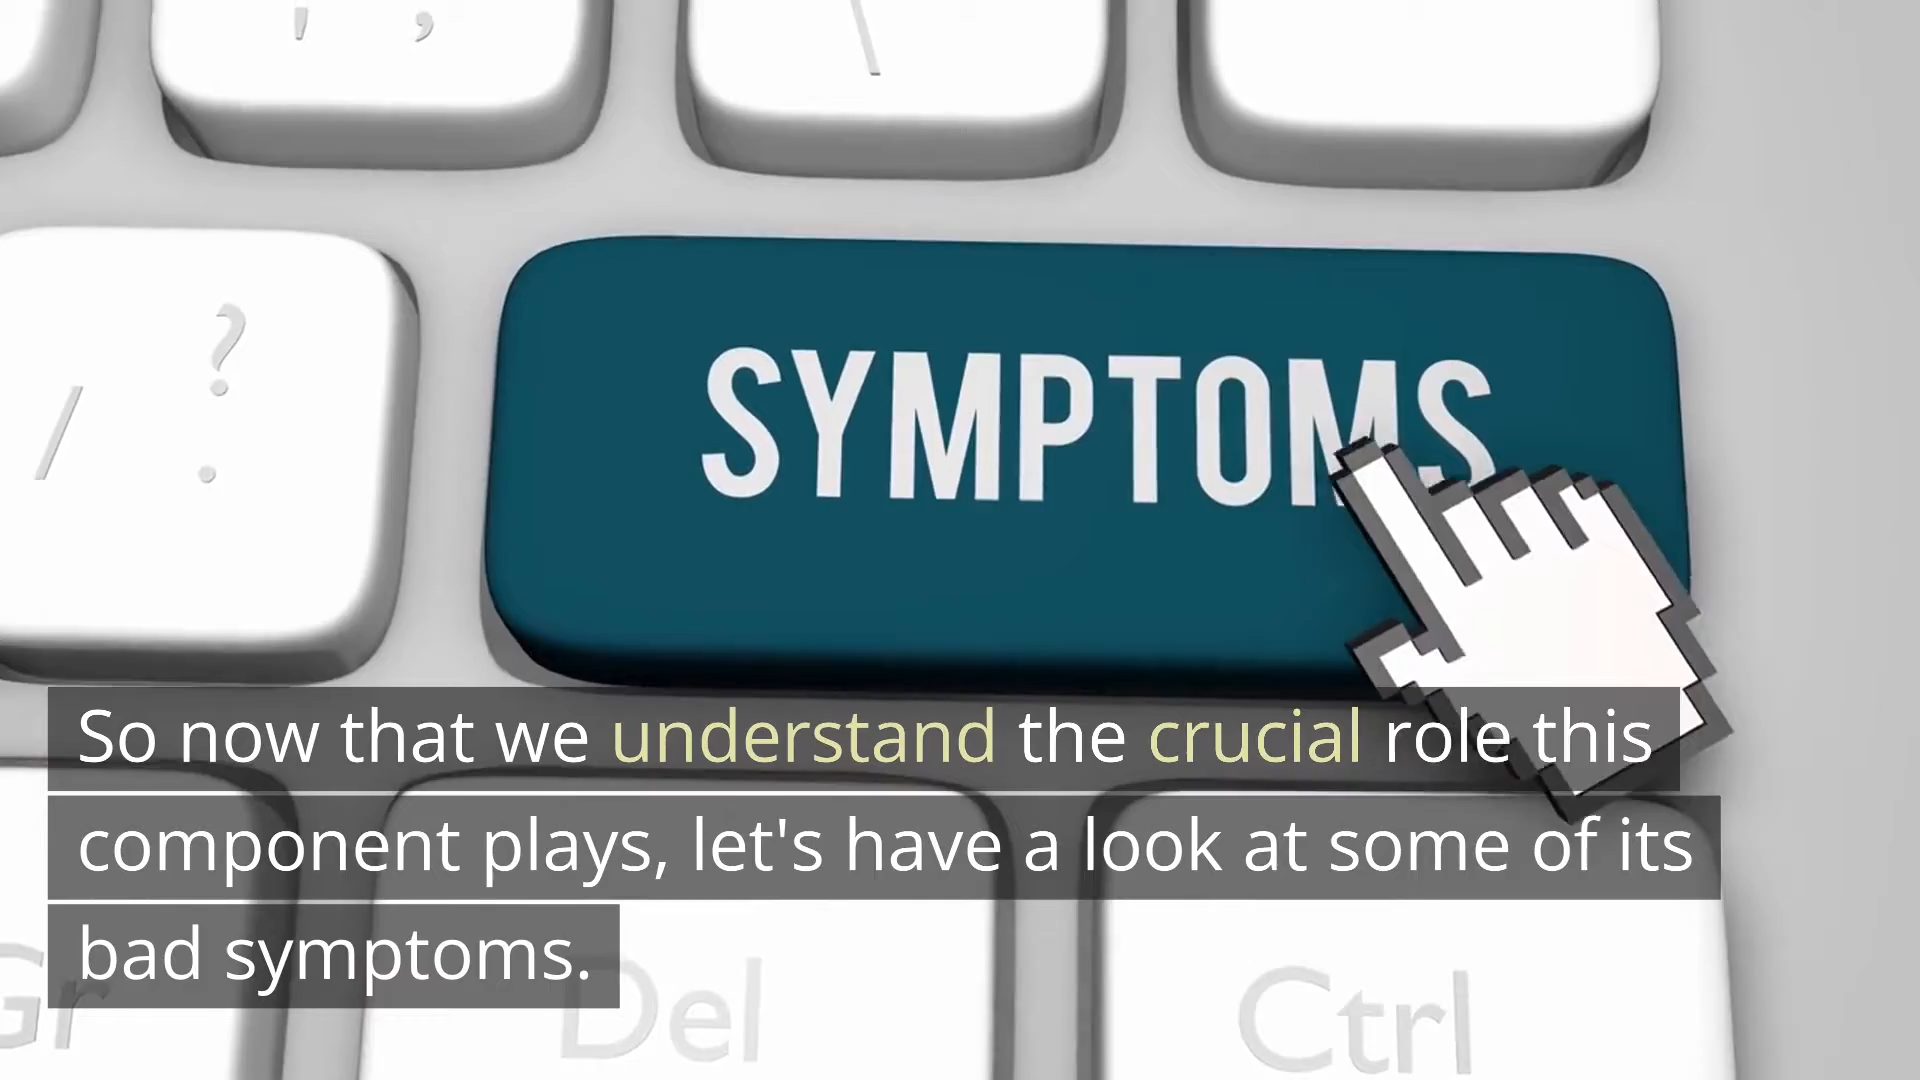 ' ,
\
/ ? .
SYMPTOMS
So now that we understand the crucial role this
component plays, let's have a look at some of its
bad symptoms.
Gr Del Ctrl